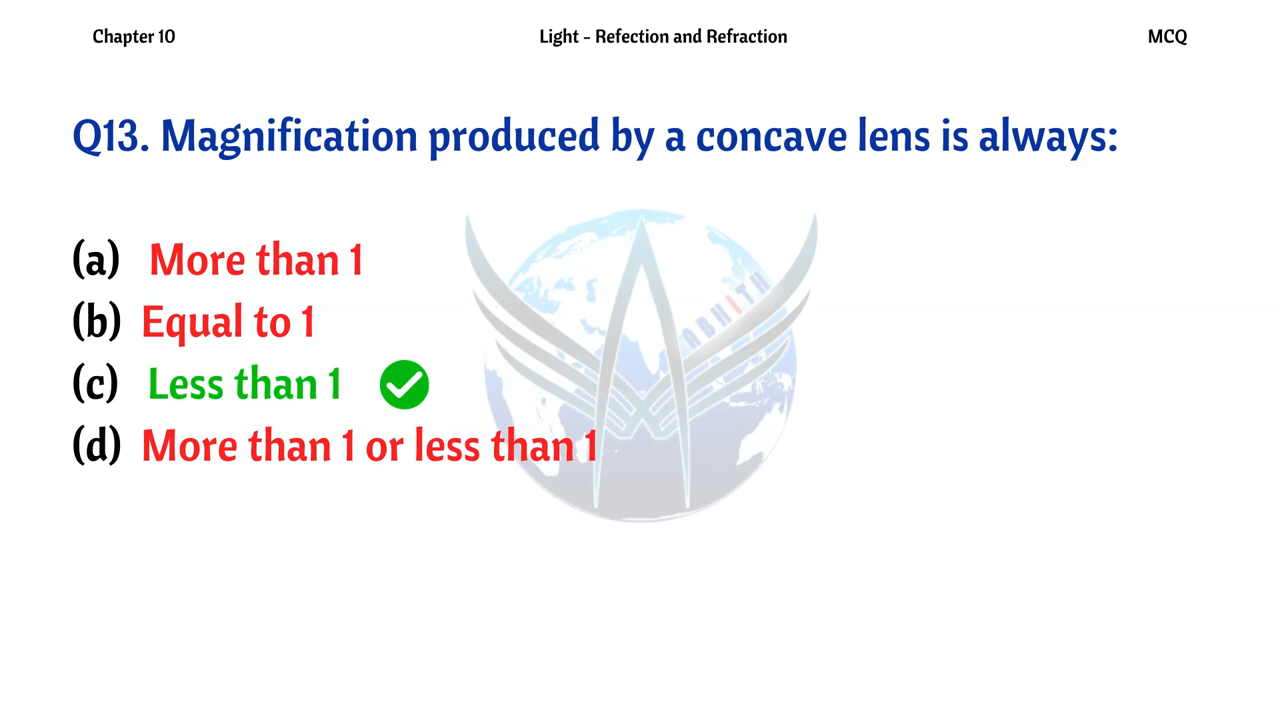 Chapter 10 Light - Refection and Refraction MCQ
Q13. Magnification produced by a concave lens is always:
(a) More than 1
(b) Equal to 1
(c) Less than 1
(d) More than 1 or less than 1
ABHITH